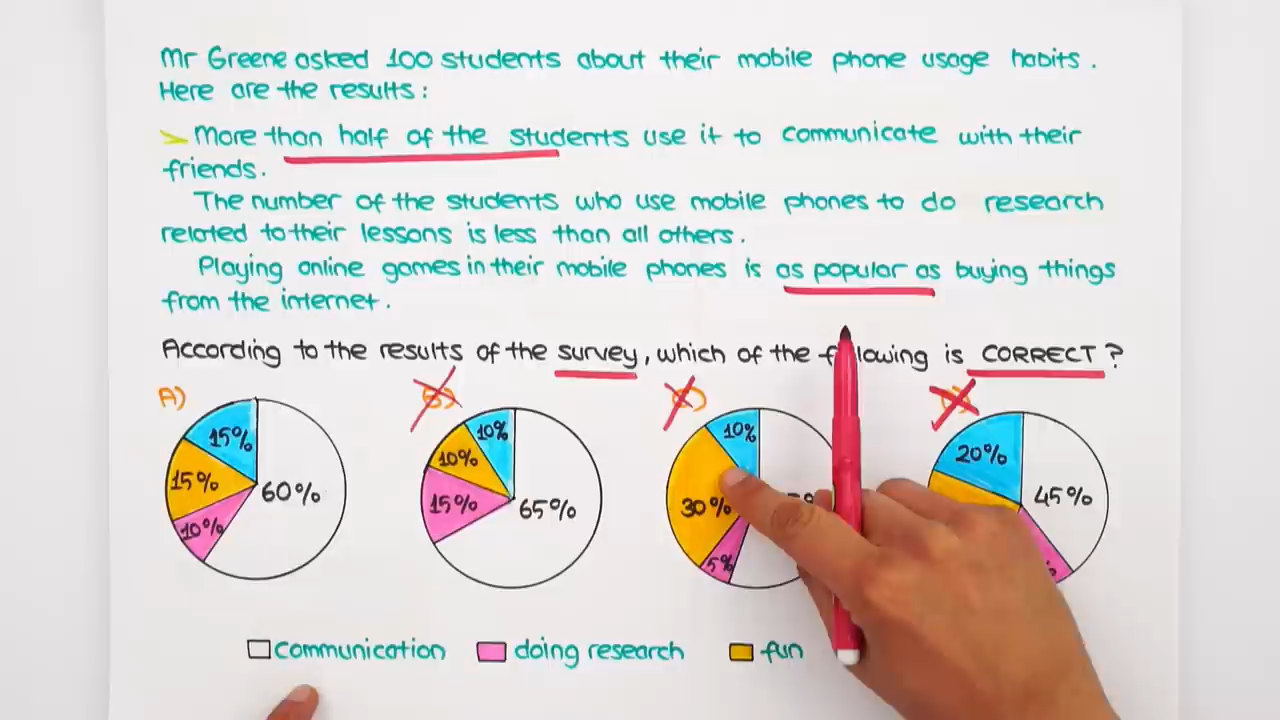 Mr Greene asked 100 students about their mobile phone usage habits.
Here are the results:
More than half of the students use it to communicate with their
friends.
The number of the students who use mobile phones to do research
related to their lessons is less than all others.
Playing online games in their mobile phones is as popular as buying things
from the internet.
According to the results of the survey, which of the following is CORRECT?
A)
15%
15%
10%
60%
10%
10%
15%
65%
10%
30%
5%
20%
45%
communication
doing research
fun